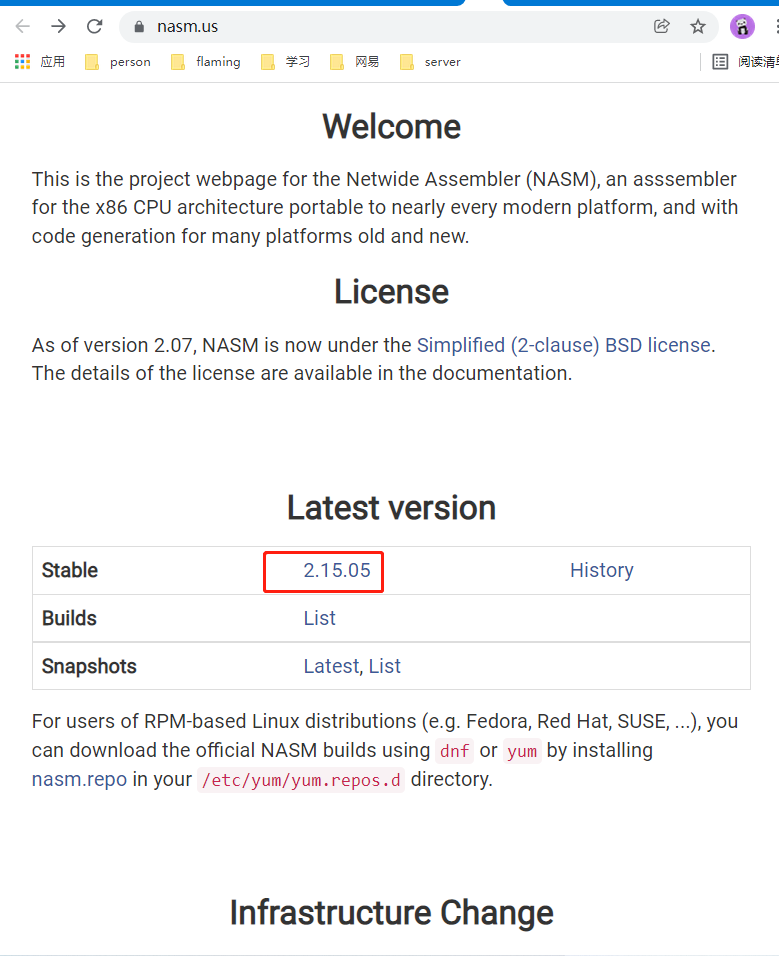 nasm.us
应用 person flaming 学习 网易 server 阅读清
Welcome
This is the project webpage for the Netwide Assembler (NASM), an asssembler
for the x86 CPU architecture portable to nearly every modern platform, and with
code generation for many platforms old and new.
License
As of version 2.07, NASM is now under the Simplified (2-clause) BSD license.
The details of the license are available in the documentation.
Latest version
Stable 2.15.05 History
Builds List
Snapshots Latest, List
For users of RPM-based Linux distributions (e.g. Fedora, Red Hat, SUSE, ...), you
can download the official NASM builds using dnf or yum by installing
nasm.repo in your /etc/yum/yum.repos.d directory.
Infrastructure Change